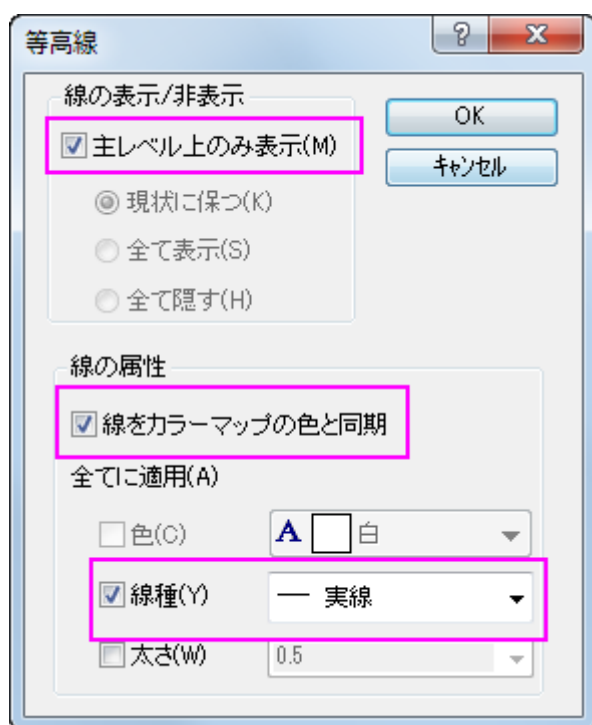 等高線
線の表示/非表示
OK
主レベル上のみ表示(M)
キャンセル
現状に保つ(K)
全て表示(S)
全て隠す(H)
線の属性
線をカラーマップの色と同期
全てに適用(A)
色(C) A 白
線種(Y) 実線
太さ(W) 0.5